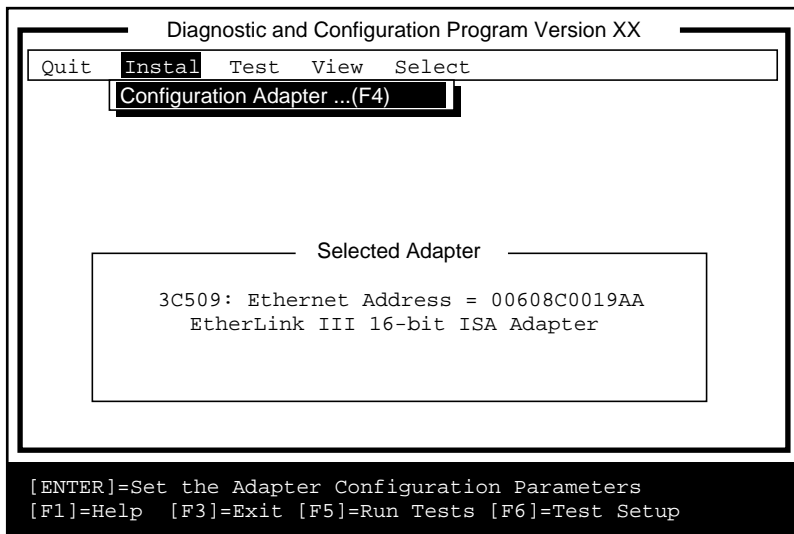 Diagnostic and Configuration Program Version XX
Quit Instal Test View Select
Configuration Adapter ...(F4)
Selected Adapter
3C509: Ethernet Address = 00608C0019AA
EtherLink III 16-bit ISA Adapter
[ENTER]=Set the Adapter Configuration Parameters
[F1]=Help [F3]=Exit [F5]=Run Tests [F6]=Test Setup